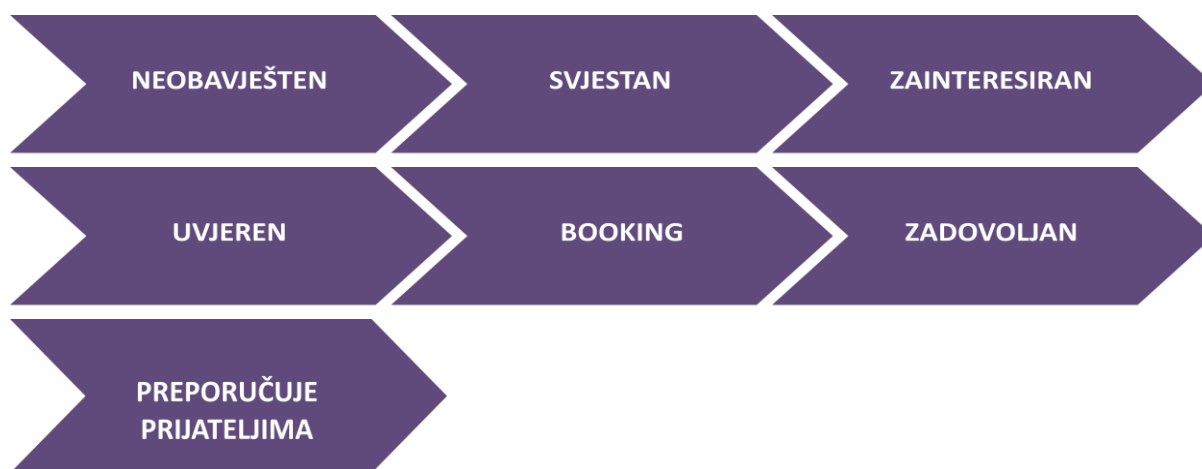 NEOBAVJEŠTEN
SVJESTAN
ZAINTERESIRAN
UVJEREN
BOOKING
ZADOVOLJAN
PREPORUČUJE
PRIJATELJIMA